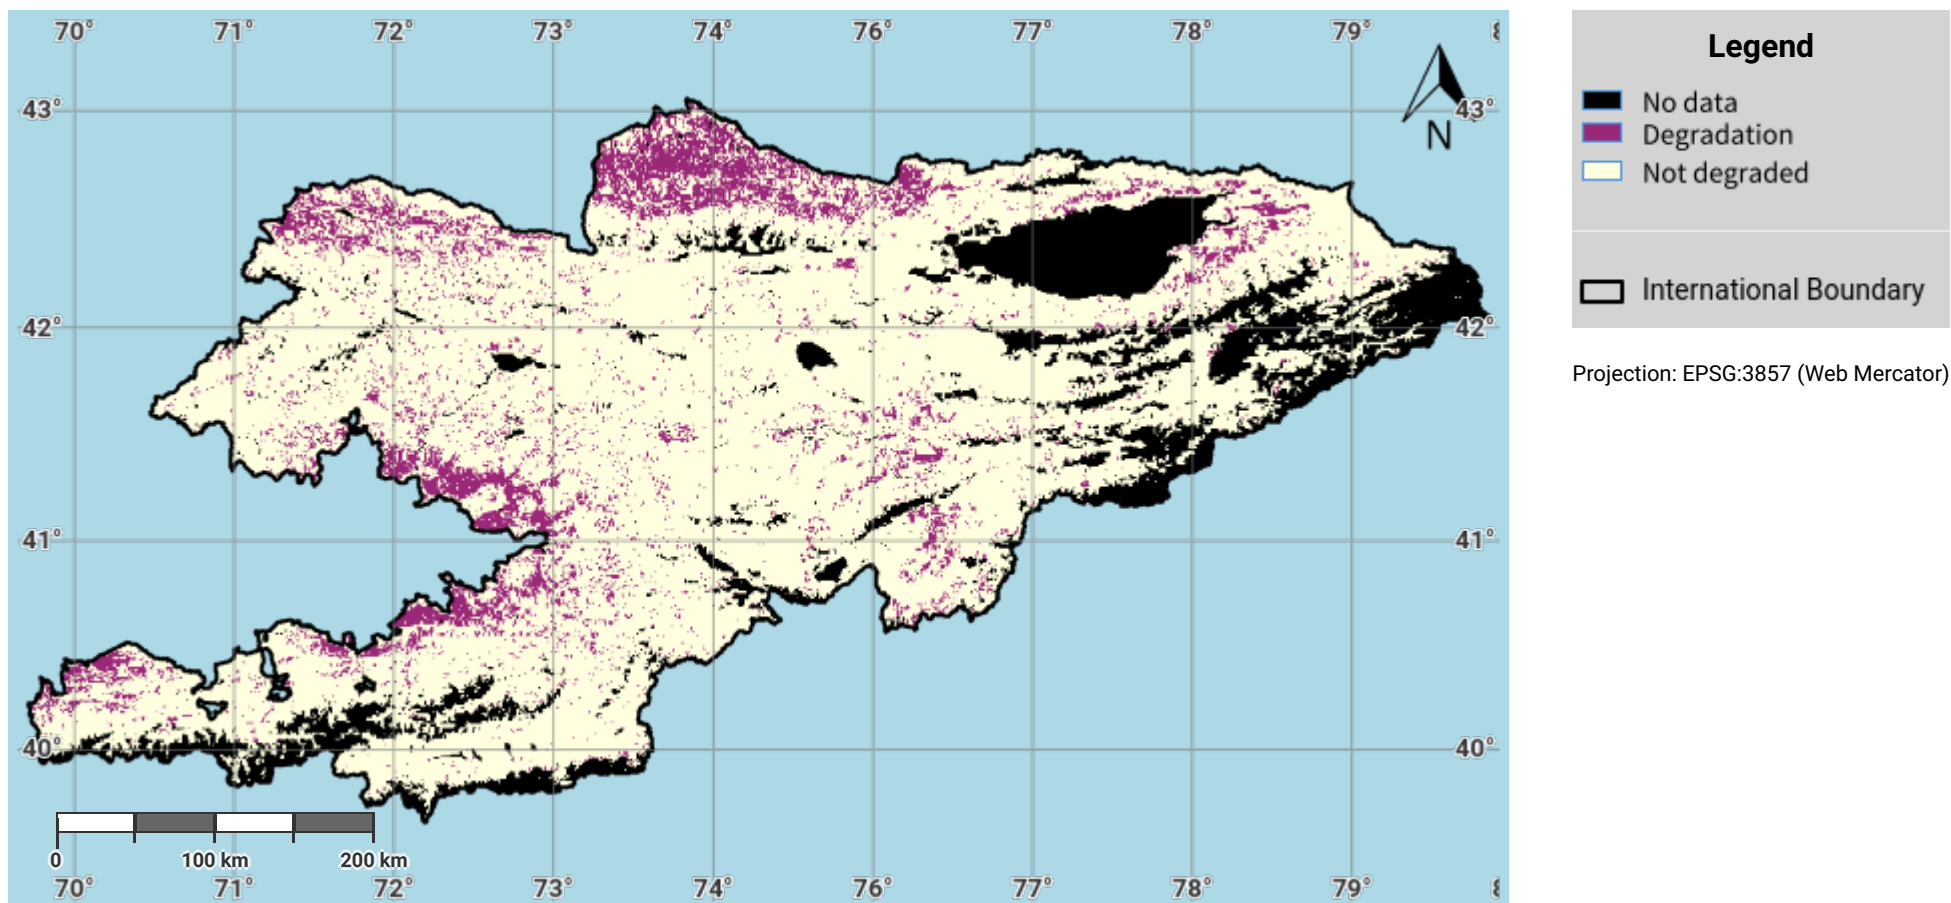 70° 71° 72° 73° 74° 76° 77° 78° 79°
43° 43°
N
42° 42°
41° 41°
40° 40°
0 100 km 200 km
70° 71° 72° 73° 74° 76° 77° 78° 79°
Legend
No data
Degradation
Not degraded
International Boundary
Projection: EPSG:3857 (Web Mercator)